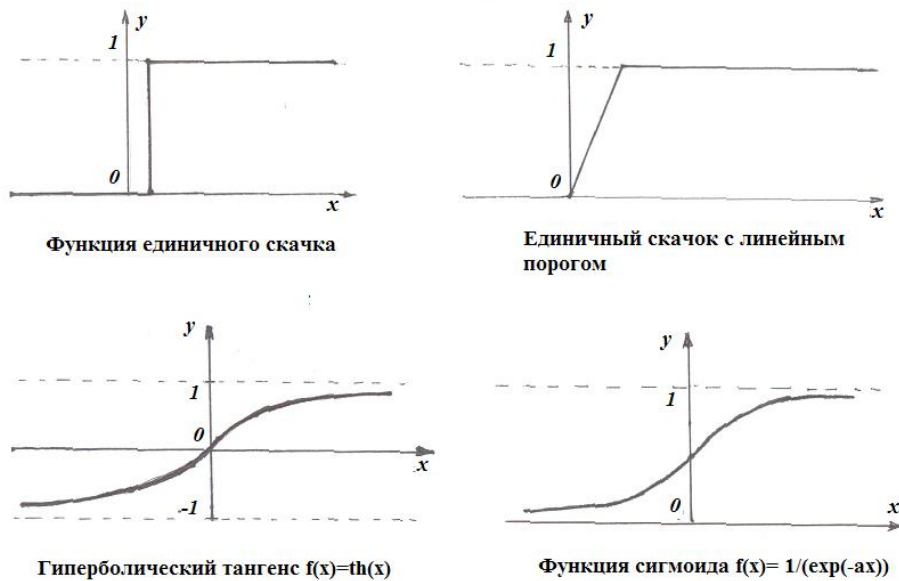 y
1
0
x
Функция единичного скачка
y
1
0
x
Единичный скачок с линейным
порогом
y
1
0
x
-1
Гиперболический тангенс f(x)=th(x)
y
1
0
x
Функция сигмоида f(x)= 1/(exp(-ax))